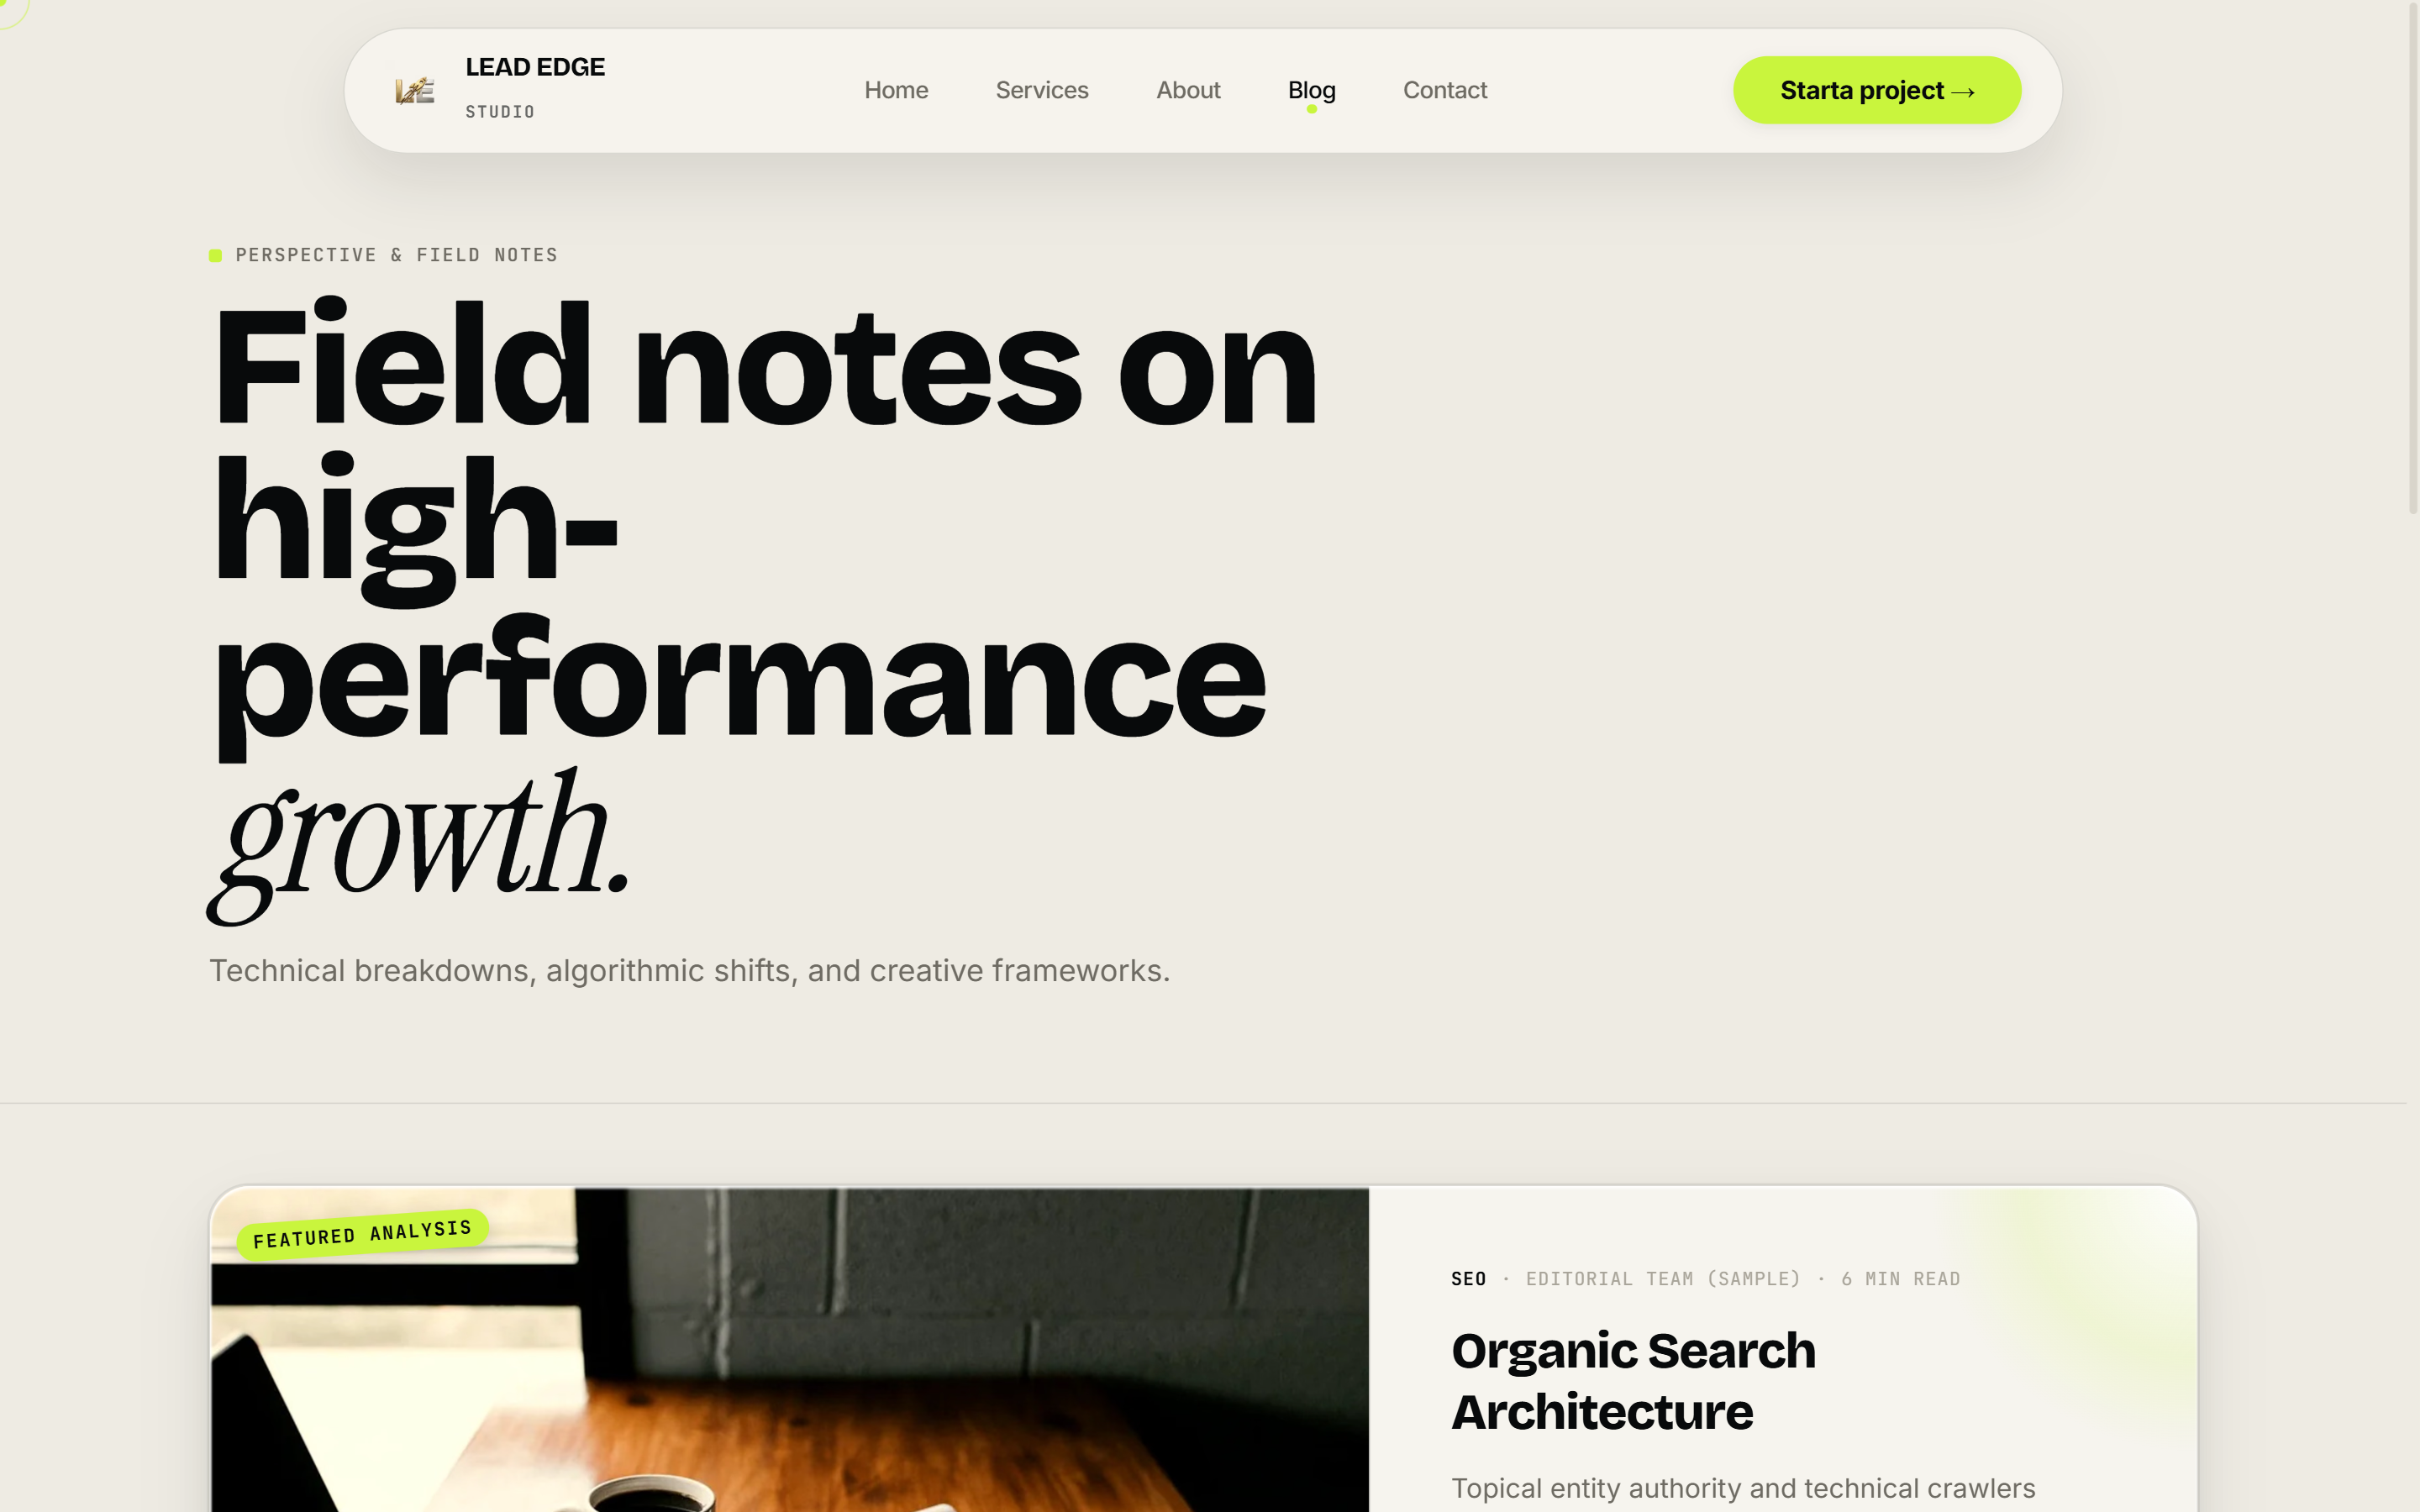 LE
LEAD EDGE
STUDIO
Home
Services
About
Blog
Contact
Starta project →
PERSPECTIVE & FIELD NOTES
Field notes on
high-
performance
growth.
Technical breakdowns, algorithmic shifts, and creative frameworks.
FEATURED ANALYSIS
SEO · EDITORIAL TEAM (SAMPLE) · 6 MIN READ
Organic Search
Architecture
Topical entity authority and technical crawlers